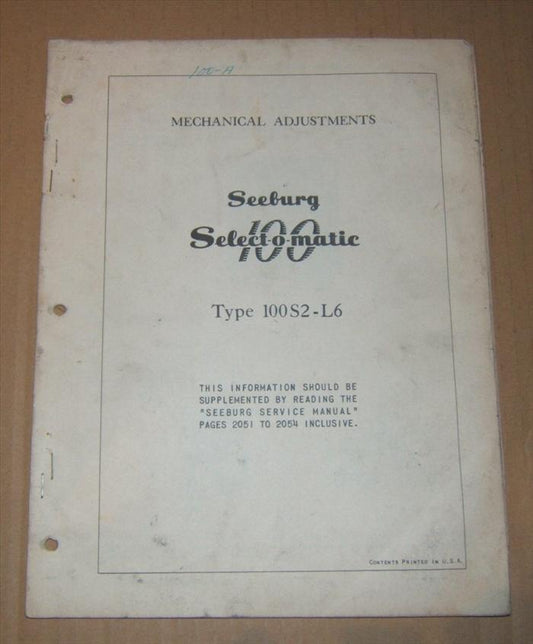 100-A
MECHANICAL ADJUSTMENTS
Seeburg
Select-o-matic
100
Type 100S2-L6
THIS INFORMATION SHOULD BE
SUPPLEMENTED BY READING THE
"SEEBURG SERVICE MANUAL"
PAGES 2051 TO 2054 INCLUSIVE.
CONTENTS PRINTED IN U.S.A.